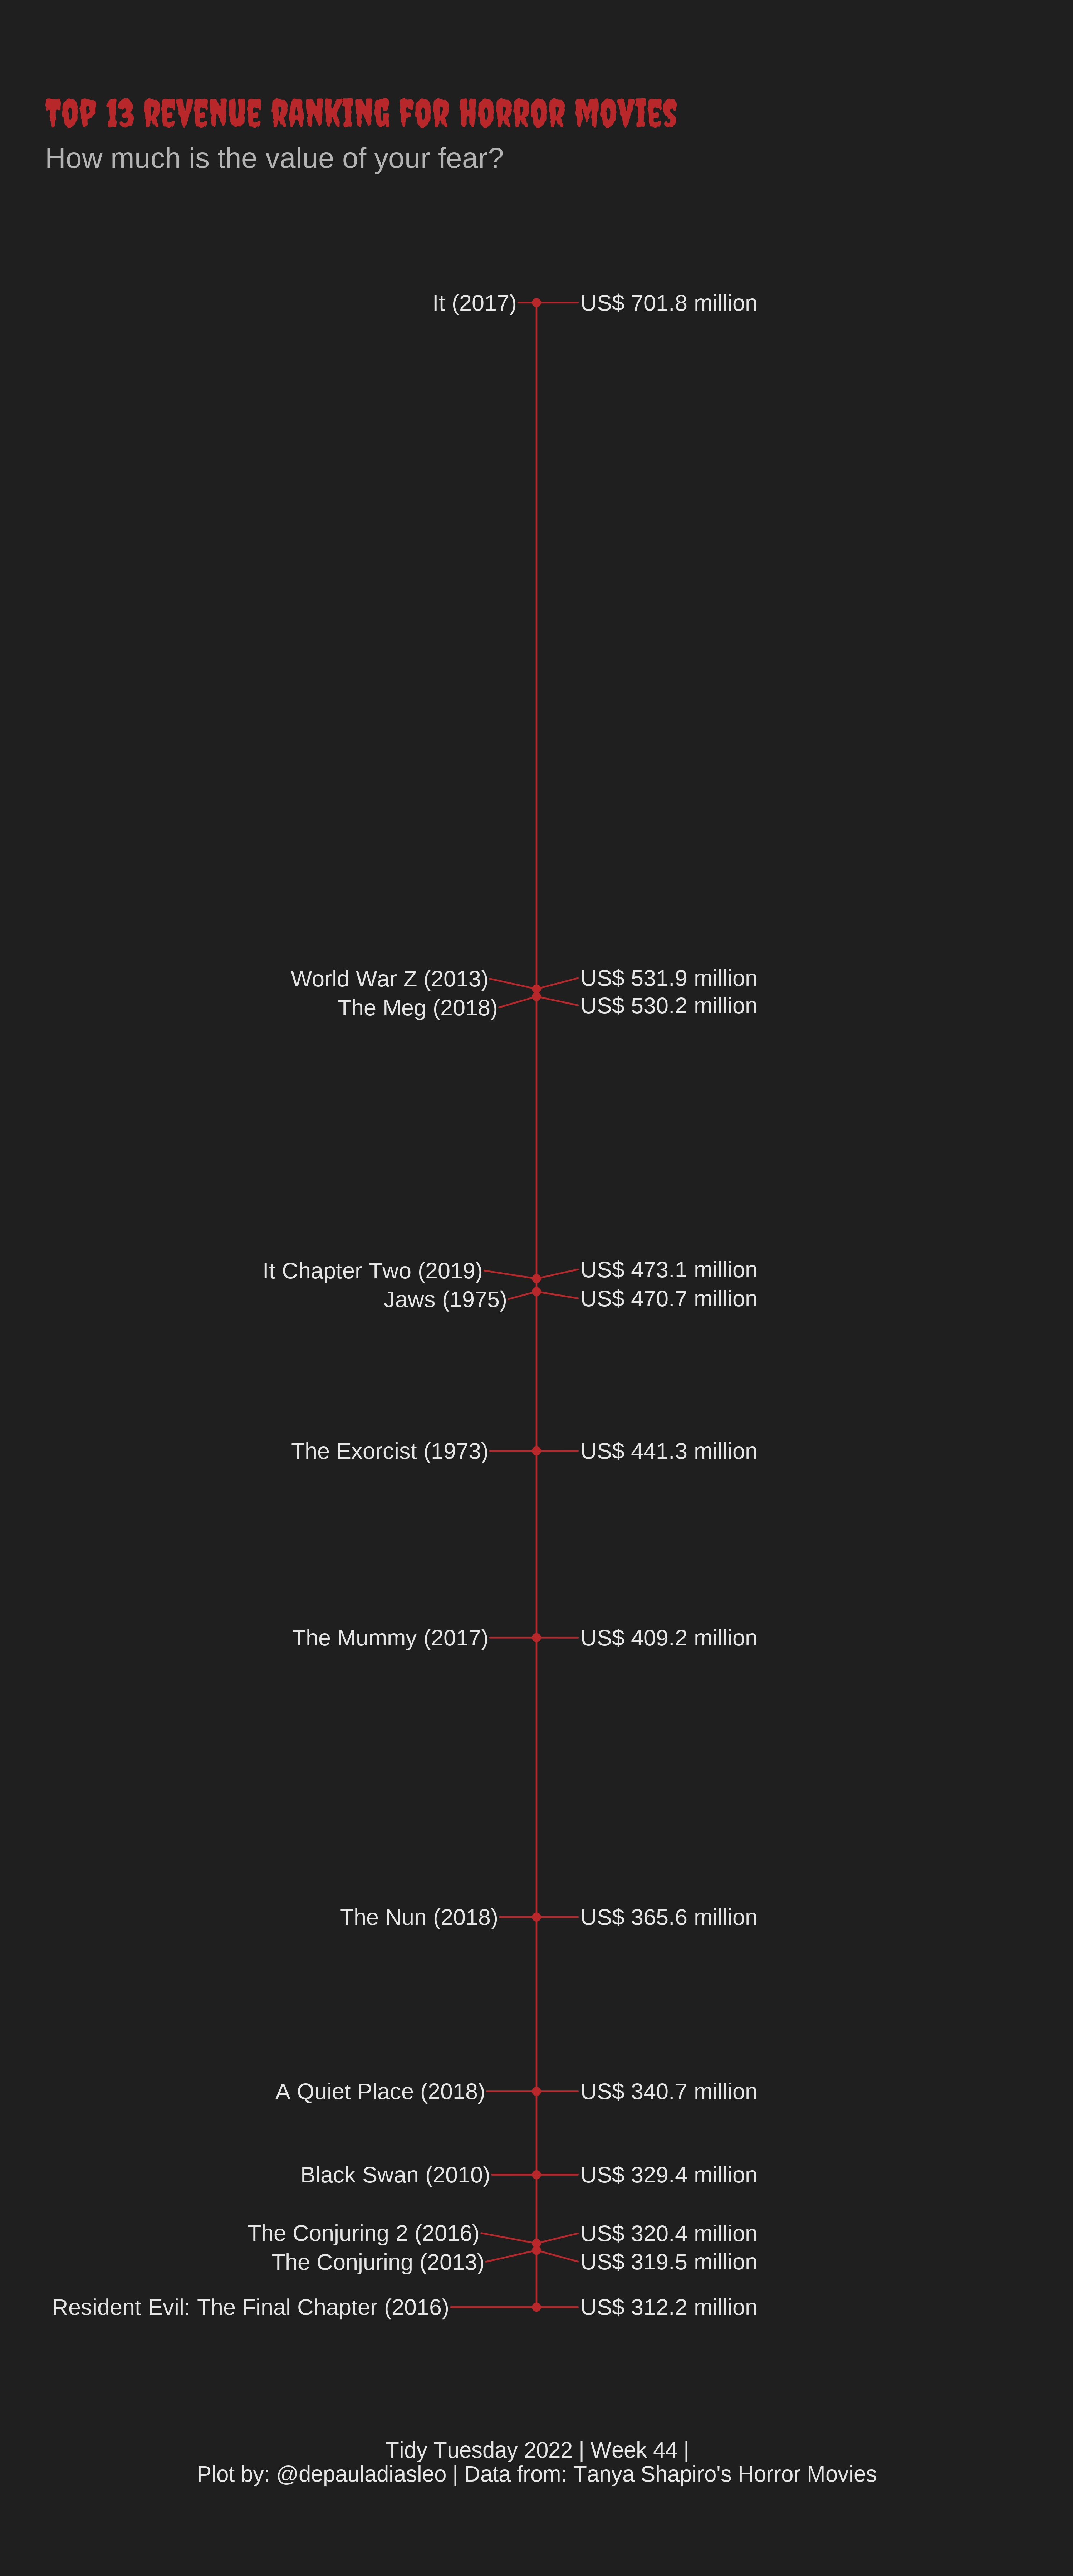 TOP 13 REVENUE RANKING FOR HORROR MOVIES
How much is the value of your fear?
It (2017) US$ 701.8 million
World War Z (2013) US$ 531.9 million
The Meg (2018) US$ 530.2 million
It Chapter Two (2019) US$ 473.1 million
Jaws (1975) US$ 470.7 million
The Exorcist (1973) US$ 441.3 million
The Mummy (2017) US$ 409.2 million
The Nun (2018) US$ 365.6 million
A Quiet Place (2018) US$ 340.7 million
Black Swan (2010) US$ 329.4 million
The Conjuring 2 (2016) US$ 320.4 million
The Conjuring (2013) US$ 319.5 million
Resident Evil: The Final Chapter (2016) US$ 312.2 million
Tidy Tuesday 2022 | Week 44 |
Plot by: @depauladiasleo | Data from: Tanya Shapiro's Horror Movies